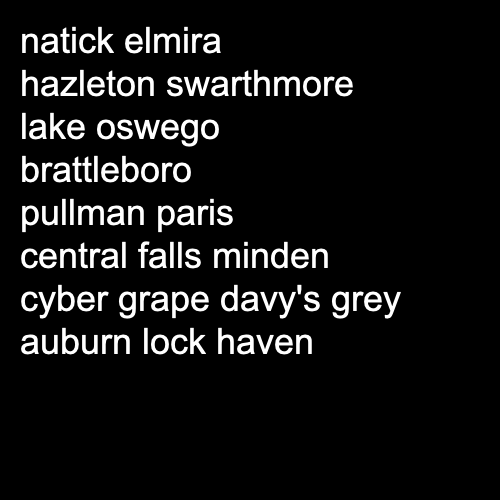 natick elmira
hazleton swarthmore
lake oswego
brattleboro
pullman paris
central falls minden
cyber grape davy's grey
auburn lock haven